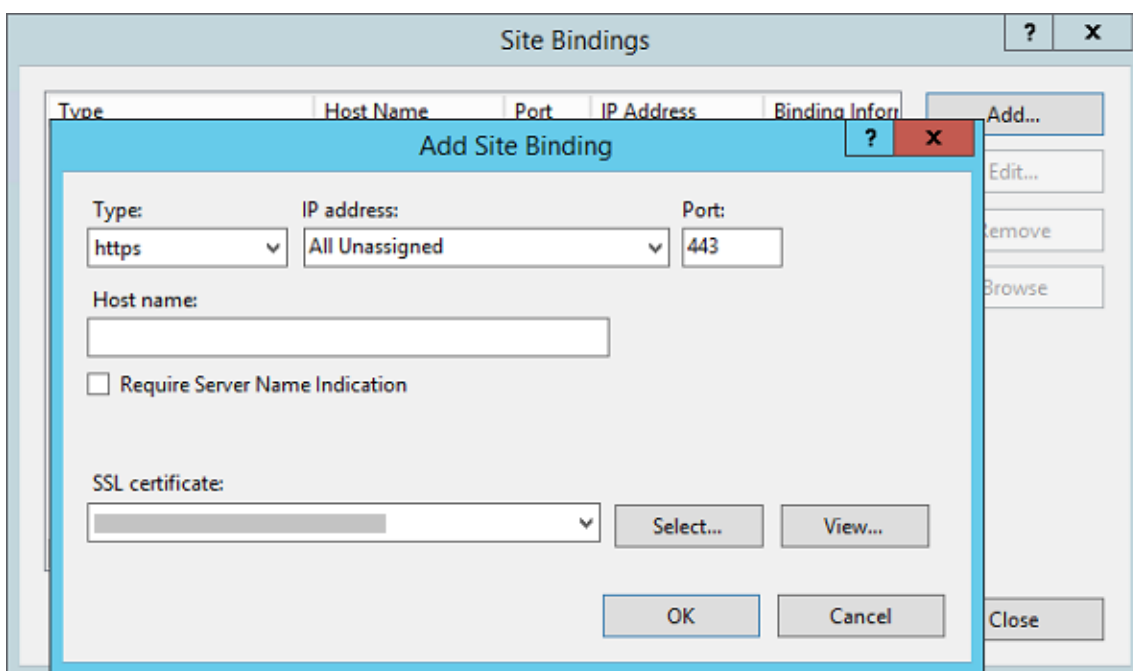 Site Bindings
? x
Type Host Name Port IP Address Binding Inforr
Add...
Add Site Binding
? x
Edit...
Type: IP address: Port:
https All Unassigned 443
Remove
Browse
Host name:
Require Server Name Indication
SSL certificate:
Select... View...
OK Cancel
Close